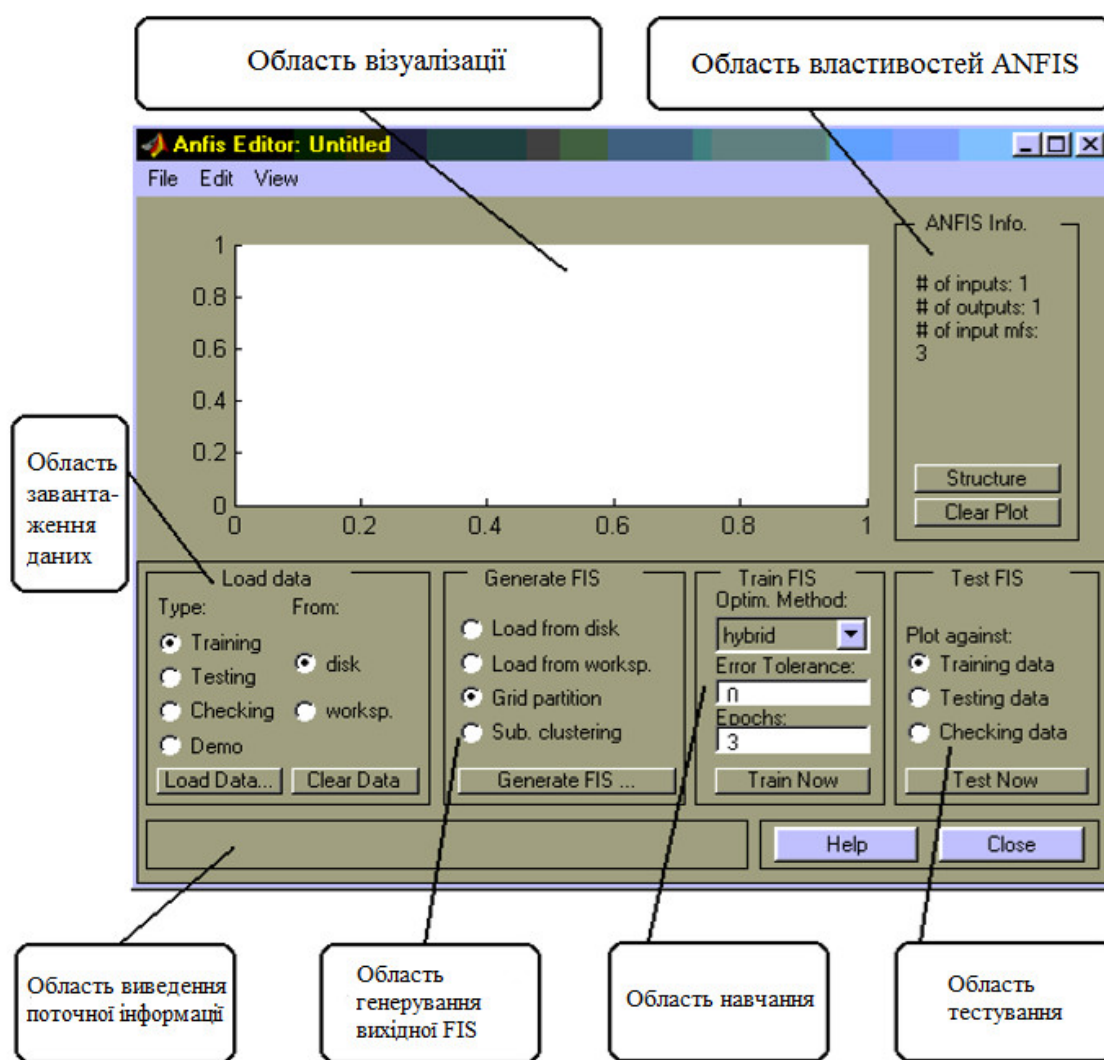 Область візуалізації
Область властивостей ANFIS
Anfis Editor: Untitled
File Edit View
ANFIS Info.
1
0.8
0.6
0.4
0.2
0
0 0.2 0.4 0.6 0.8 1
# of inputs: 1
# of outputs: 1
# of input mfs:
3
Structure
Clear Plot
Область
заванта-
ження
даних
Load data
Type: From:
Training
disk
Testing
Checking worksp.
Demo
Load Data... Clear Data
Generate FIS
Load from disk
Load from worksp.
Grid partition
Sub. clustering
Generate FIS ...
Train FIS
Optim. Method:
hybrid
Error Tolerance:
0
Epochs:
3
Train Now
Test FIS
Plot against:
Training data
Testing data
Checking data
Test Now
Help Close
Область виведення
поточної інформації
Область
генерування
вихідної FIS
Область навчання
Область
тестування